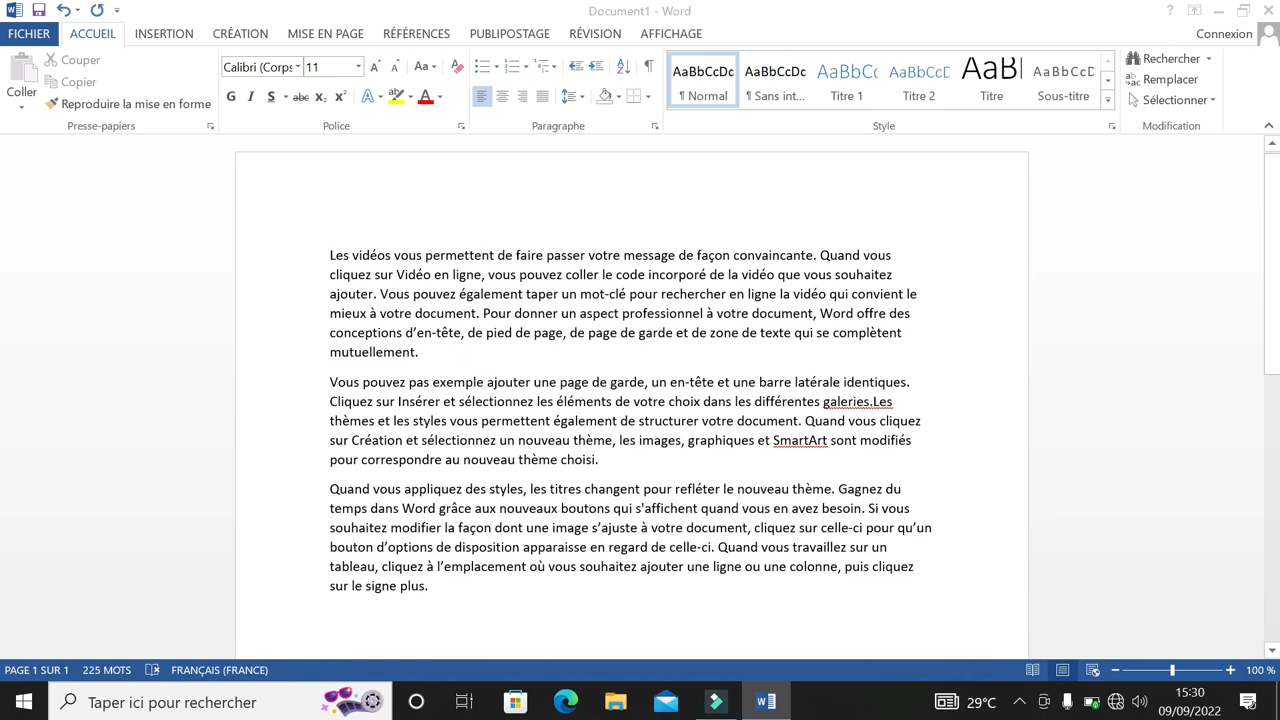 Document1 - Word
FICHIER ACCUEIL INSERTION CRÉATION MISE EN PAGE RÉFÉRENCES PUBLIPOSTAGE RÉVISION AFFICHAGE Connexion
Coller
Couper
Copier
Reproduire la mise en forme
Presse-papiers
Calibri (Corps 11
Aa
G I S abc x₂ x² A ab A
Police
Paragraphe
AaBbCcDc AaBbCcDc AaBbCc AaBbCcD AaB AaBbCcD
¶ Normal ¶ Sans int... Titre 1 Titre 2 Titre Sous-titre
Style
Rechercher
Remplacer
Sélectionner
Modification
Les vidéos vous permettent de faire passer votre message de façon convaincante. Quand vous
cliquez sur Vidéo en ligne, vous pouvez coller le code incorporé de la vidéo que vous souhaitez
ajouter. Vous pouvez également taper un mot-clé pour rechercher en ligne la vidéo qui convient le
mieux à votre document. Pour donner un aspect professionnel à votre document, Word offre des
conceptions d’en-tête, de pied de page, de page de garde et de zone de texte qui se complètent
mutuellement.
Vous pouvez pas exemple ajouter une page de garde, un en-tête et une barre latérale identiques.
Cliquez sur Insérer et sélectionnez les éléments de votre choix dans les différentes galeries.Les
thèmes et les styles vous permettent également de structurer votre document. Quand vous cliquez
sur Création et sélectionnez un nouveau thème, les images, graphiques et SmartArt sont modifiés
pour correspondre au nouveau thème choisi.
Quand vous appliquez des styles, les titres changent pour refléter le nouveau thème. Gagnez du
temps dans Word grâce aux nouveaux boutons qui s'affichent quand vous en avez besoin. Si vous
souhaitez modifier la façon dont une image s’ajuste à votre document, cliquez sur celle-ci pour qu’un
bouton d’options de disposition apparaisse en regard de celle-ci. Quand vous travaillez sur un
tableau, cliquez à l’emplacement où vous souhaitez ajouter une ligne ou une colonne, puis cliquez
sur le signe plus.
PAGE 1 SUR 1 225 MOTS FRANÇAIS (FRANCE) 100 %
Taper ici pour rechercher
29°C
15:30
09/09/2022